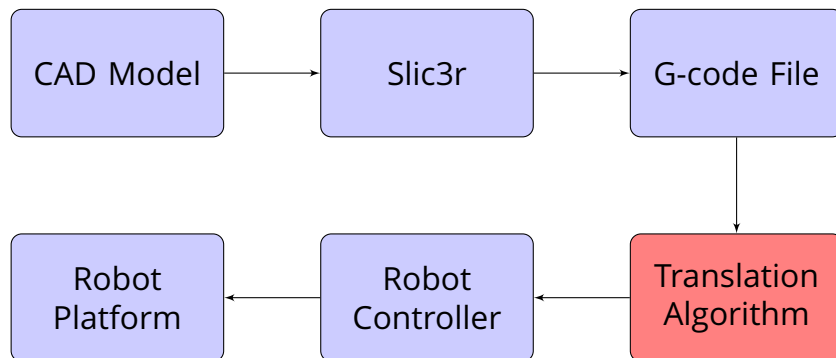 CAD Model
Slic3r
G-code File
Robot
Platform
Robot
Controller
Translation
Algorithm